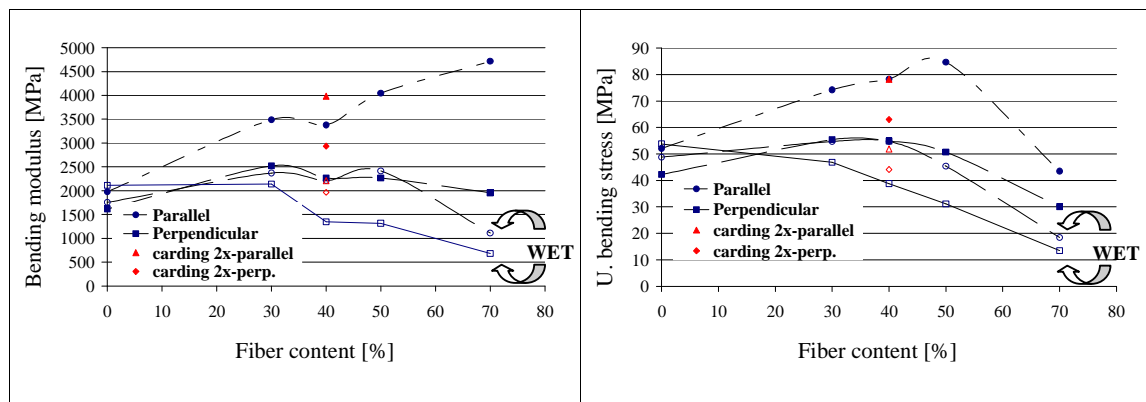 Bending modulus [MPa]
5000
4500
4000
3500
3000
2500
2000
1500
1000
500
0
Parallel
Perpendicular
carding 2x-parallel
carding 2x-perp.
WET
0 10 20 30 40 50 60 70 80
Fiber content [%]
U. bending stress [MPa]
90
80
70
60
50
40
30
20
10
0
Parallel
Perpendicular
carding 2x-parallel
carding 2x-perp.
WET
0 10 20 30 40 50 60 70 80
Fiber content [%]